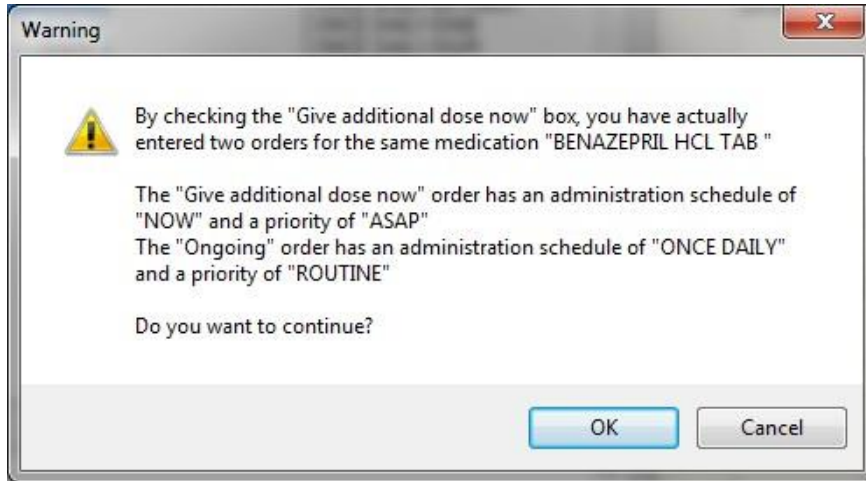 Warning
By checking the "Give additional dose now" box, you have actually
entered two orders for the same medication "BENAZEPRIL HCL TAB "
The "Give additional dose now" order has an administration schedule of
"NOW" and a priority of "ASAP"
The "Ongoing" order has an administration schedule of "ONCE DAILY"
and a priority of "ROUTINE"
Do you want to continue?
OK
Cancel